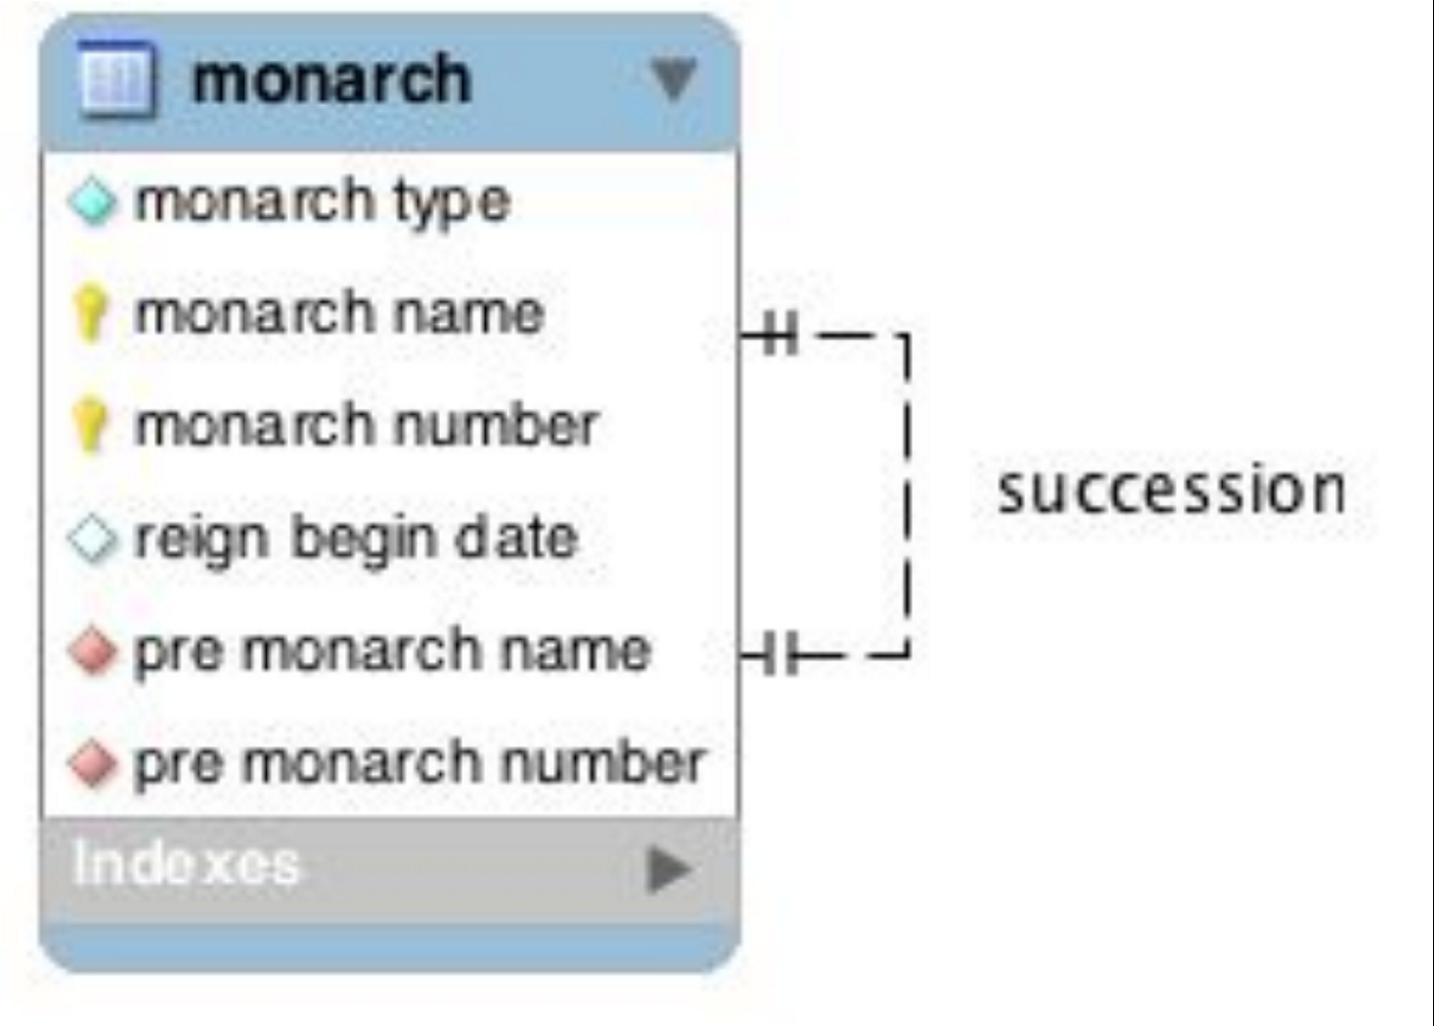 monarch
monarch type
monarch name
monarch number
reign begin date
pre monarch name
pre monarch number
Indexes
succession